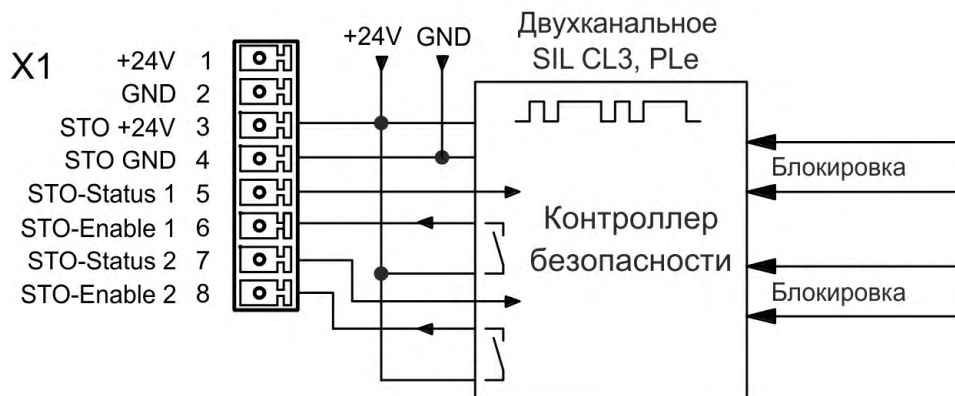 Двухканальное
SIL CL3, PLe
+24V GND
X1
+24V 1
GND 2
STO +24V 3
STO GND 4
STO-Status 1 5
STO-Enable 1 6
STO-Status 2 7
STO-Enable 2 8
Контроллер
безопасности
Блокировка
Блокировка